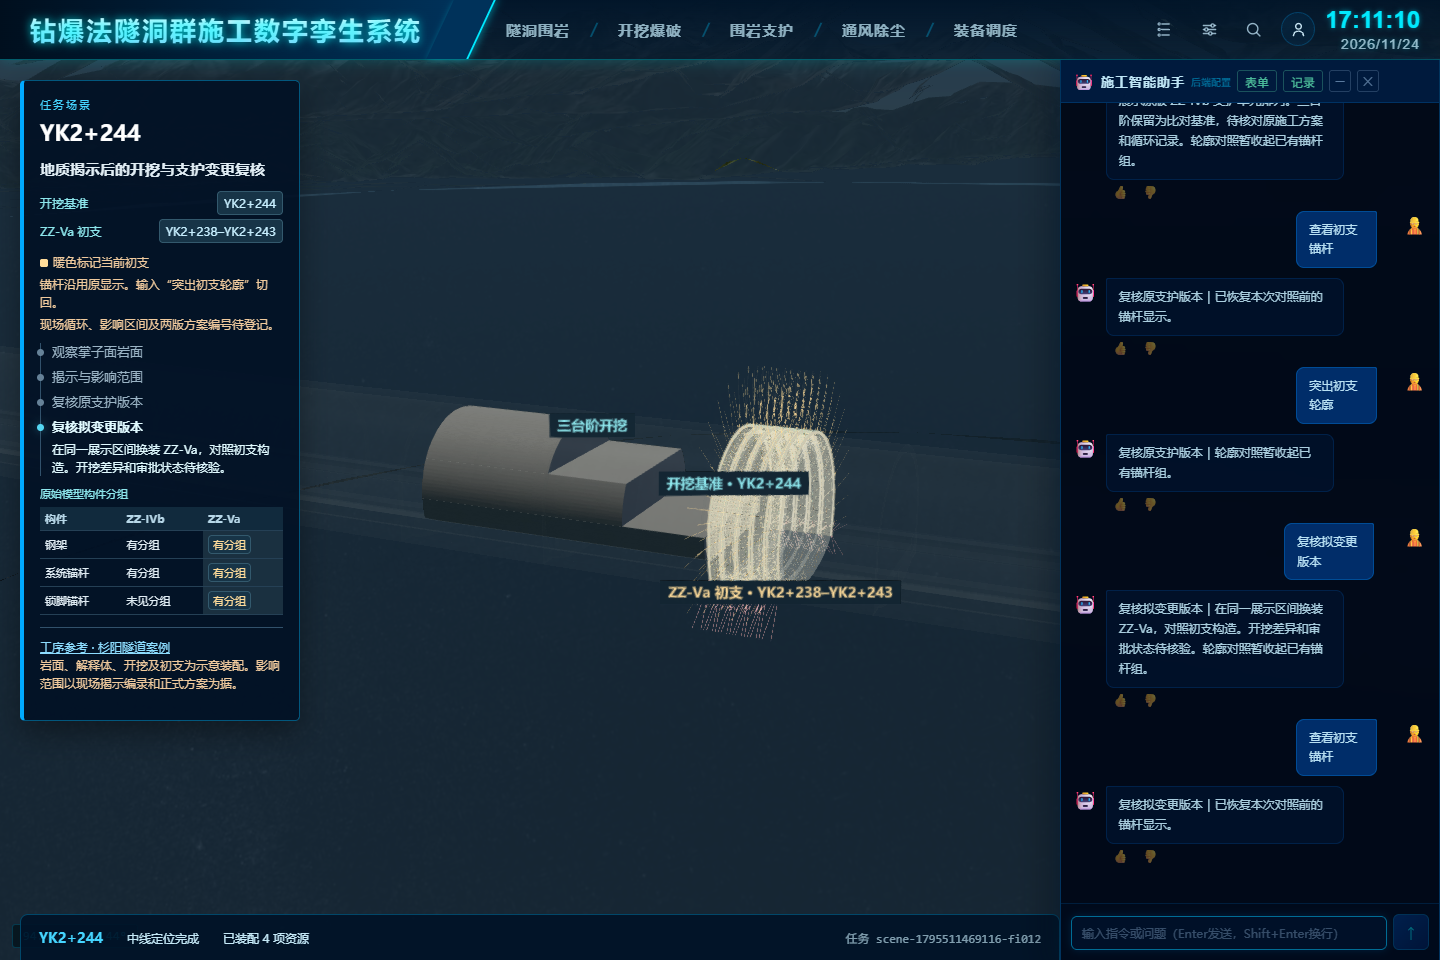 钻爆法隧洞群施工数字孪生系统
隧洞围岩 / 开挖爆破 / 围岩支护 / 通风除尘 / 装备调度
17:11:10
2026/11/24
任务场景
YK2+244
地质揭示后的开挖与支护变更复核
开挖基准 YK2+244
ZZ-Va 初支 YK2+238—YK2+243
暖色标记当前初支
锚杆沿用原显示。输入“突出初支轮廓”切
回。
现场循环、影响区间及两版方案编号待登记。
观察掌子面岩面
揭示与影响范围
复核原支护版本
复核拟变更版本
在同一展示区间换装 ZZ-Va，对照初支构
造。开挖差异和审批状态待核验。
原始模型构件分组
构件 ZZ-IVb ZZ-Va
钢架 有分组 有分组
系统锚杆 有分组 有分组
锁脚锚杆 未见分组 有分组
工序参考 · 杉阳隧道案例
岩面、解释体、开挖及初支为示意装配。影响
范围以现场揭示编录和正式方案为据。
三台阶开挖
开挖基准 · YK2+244
ZZ-Va 初支 · YK2+238—YK2+243
YK2+244 中线定位完成 已装配 4 项资源
任务 scene-1795511469116-fi012
施工智能助手 后端配置 表单 记录
阶保留为比对基准，待核对原施工方案
和循环记录。轮廓对照暂收起已有锚杆
组。
查看初支
锚杆
复核原支护版本 | 已恢复本次对照前的
锚杆显示。
突出初支
轮廓
复核原支护版本 | 轮廓对照暂收起已
有锚杆组。
复核拟变更
版本
复核拟变更版本 | 在同一展示区间换装
ZZ-Va，对照初支构造。开挖差异和审
批状态待核验。轮廓对照暂收起已有锚
杆组。
查看初支
锚杆
复核拟变更版本 | 已恢复本次对照前的
锚杆显示。
输入指令或问题（Enter发送，Shift+Enter换行）